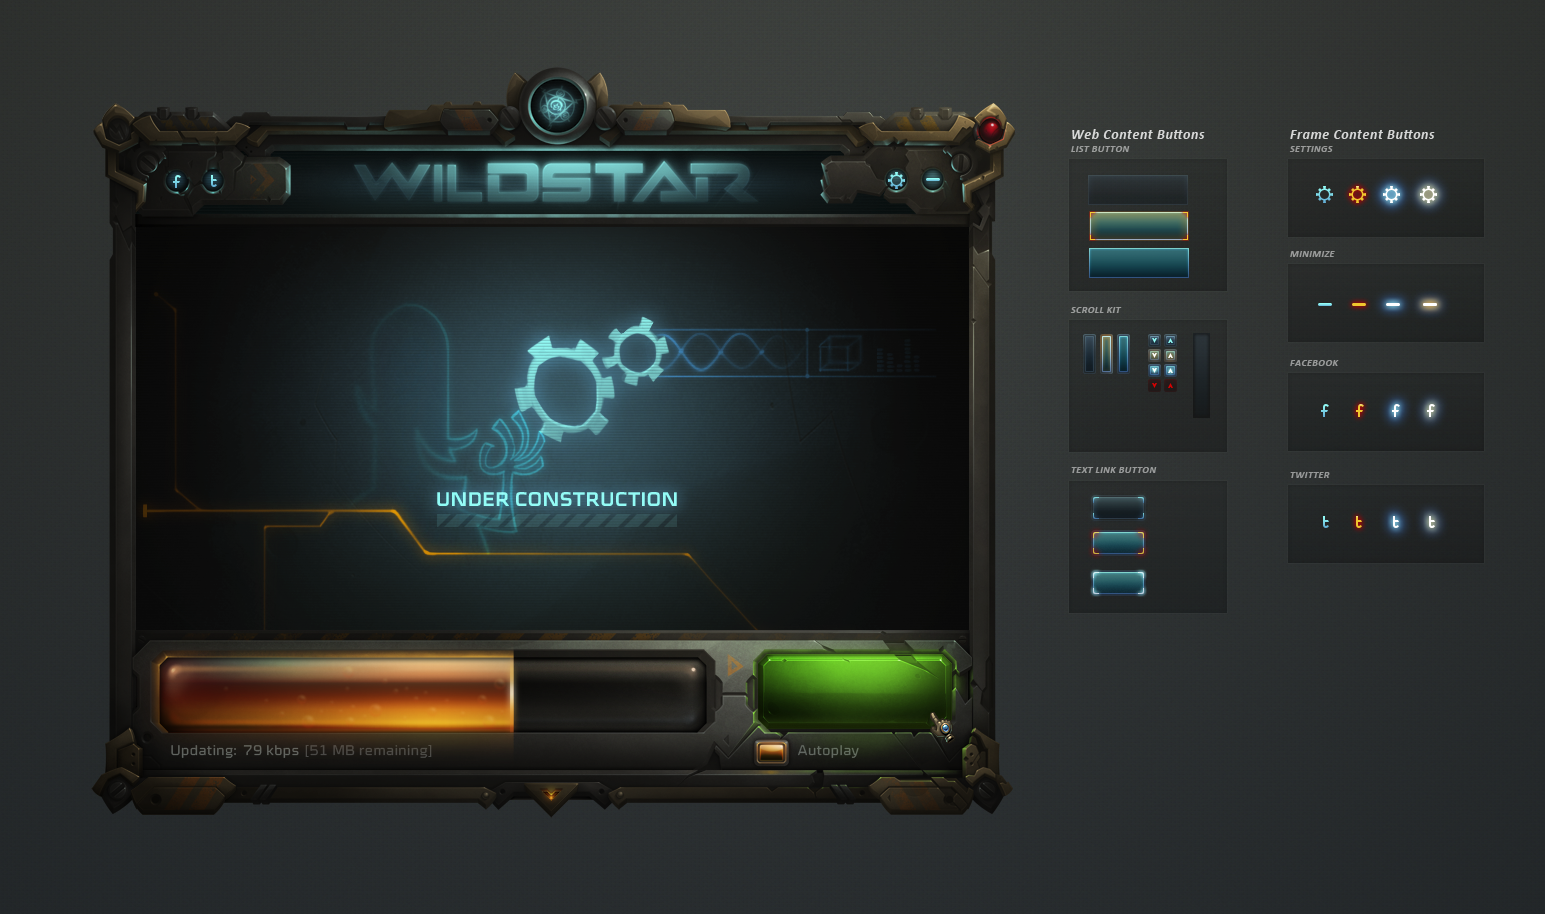 WILDSTAR
UNDER CONSTRUCTION
Updating: 79 kbps [51 MB remaining]
Autoplay
Web Content Buttons
LIST BUTTON
SCROLL KIT
TEXT LINK BUTTON
Frame Content Buttons
SETTINGS
MINIMIZE
FACEBOOK
TWITTER